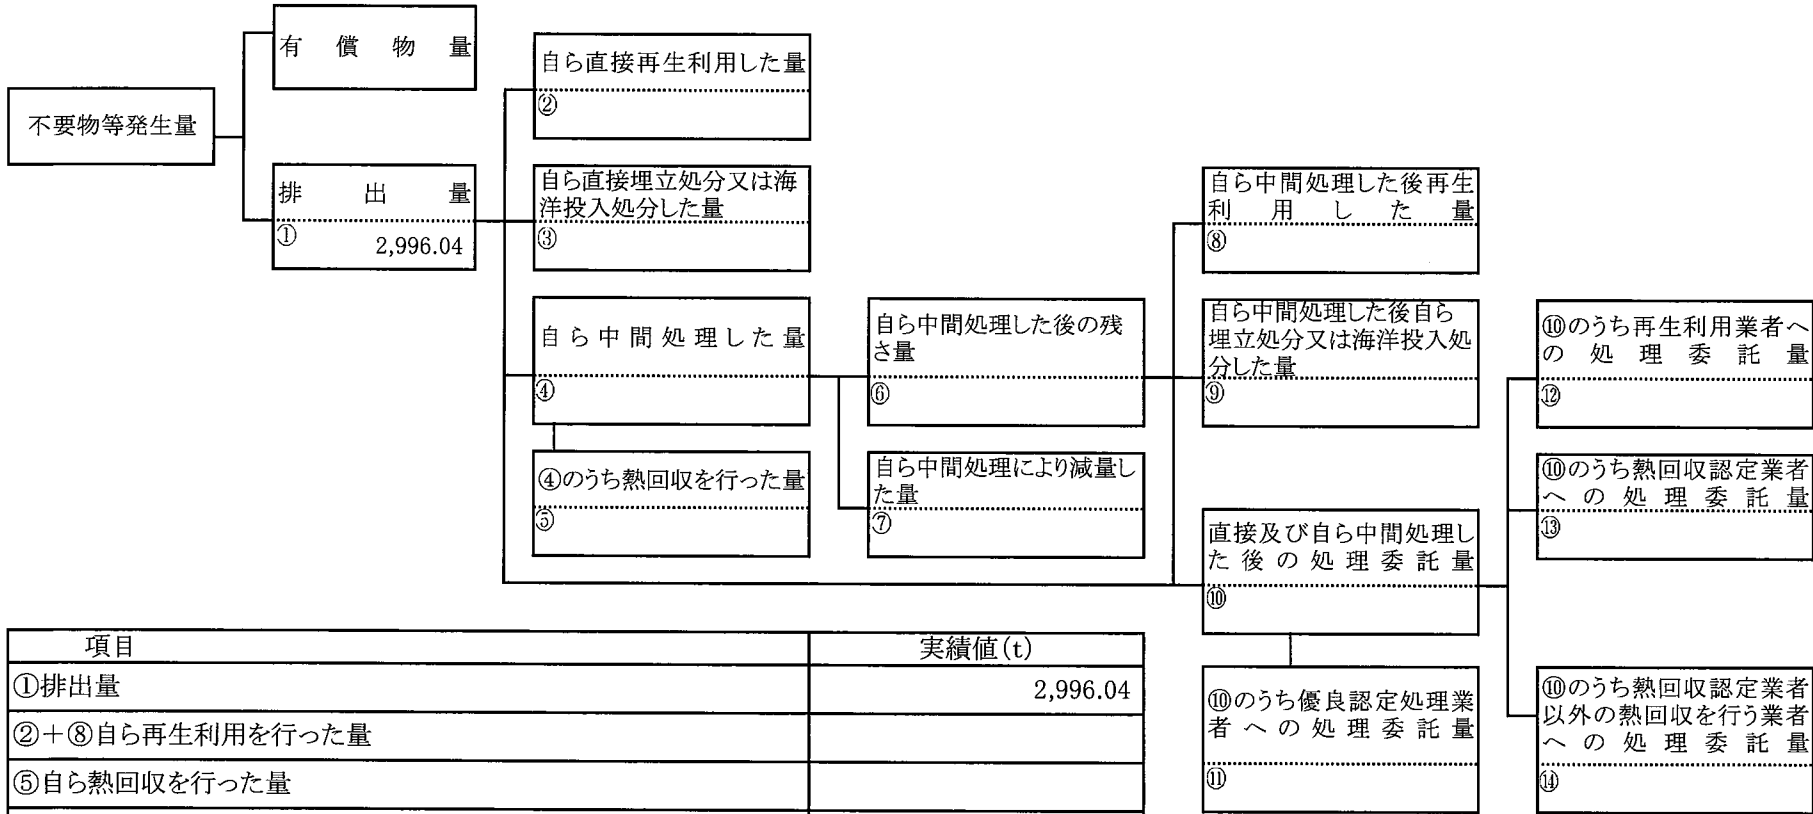 有償物量
不要物等発生量
排出量
①
2,996.04
自ら直接再生利用した量
②
自ら直接埋立処分又は海
洋投入処分した量
③
自ら中間処理した量
④
④のうち熱回収を行った量
⑤
自ら中間処理した後の残
さ量
⑥
自ら中間処理により減量し
た量
⑦
自ら中間処理した後再生
利用した量
⑧
自ら中間処理した後自ら
埋立処分又は海洋投入処
分した量
⑨
直接及び自ら中間処理し
た後の処理委託量
⑩
⑩のうち優良認定処理業
者への処理委託量
⑪
⑩のうち再生利用業者へ
の処理委託量
⑫
⑩のうち熱回収認定業者
への処理委託量
⑬
⑩のうち熱回収認定業者
以外の熱回収を行う業者
への処理委託量
⑭
項目 実績値(t)
①排出量 2,996.04
②+⑧自ら再生利用を行った量
⑤自ら熱回収を行った量